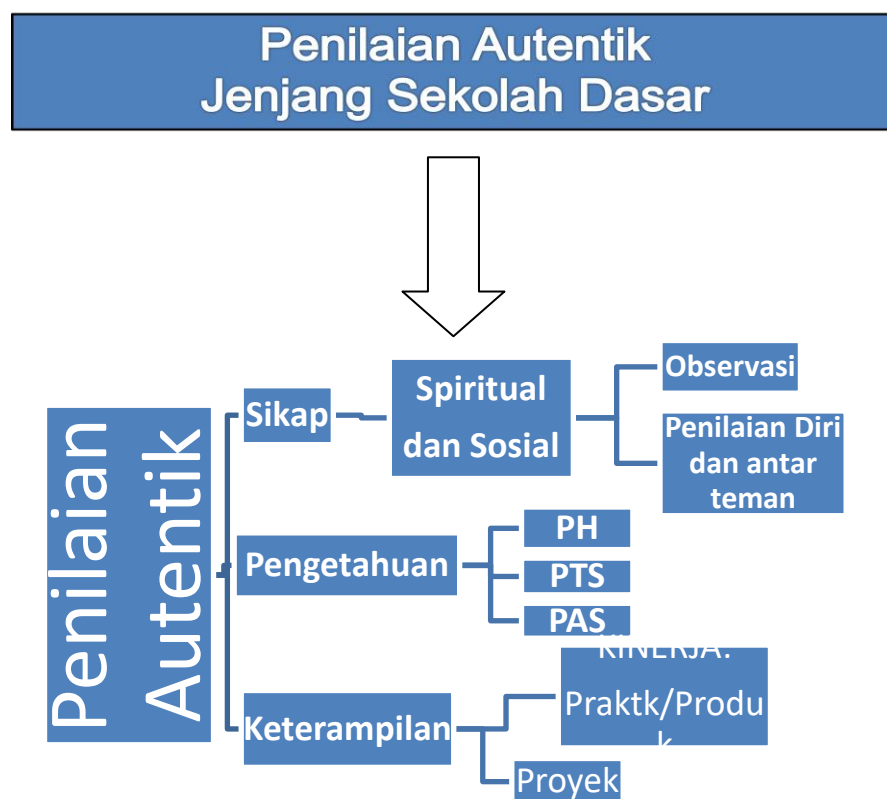 Penilaian Autentik
Jenjang Sekolah Dasar
Penilaian
Autentik
Sikap
Spiritual
dan Sosial
Observasi
Penilaian Diri
dan antar
teman
Pengetahuan
PH
PTS
PAS
Keterampilan
KINERJA:
Praktk/Produ
k
Proyek